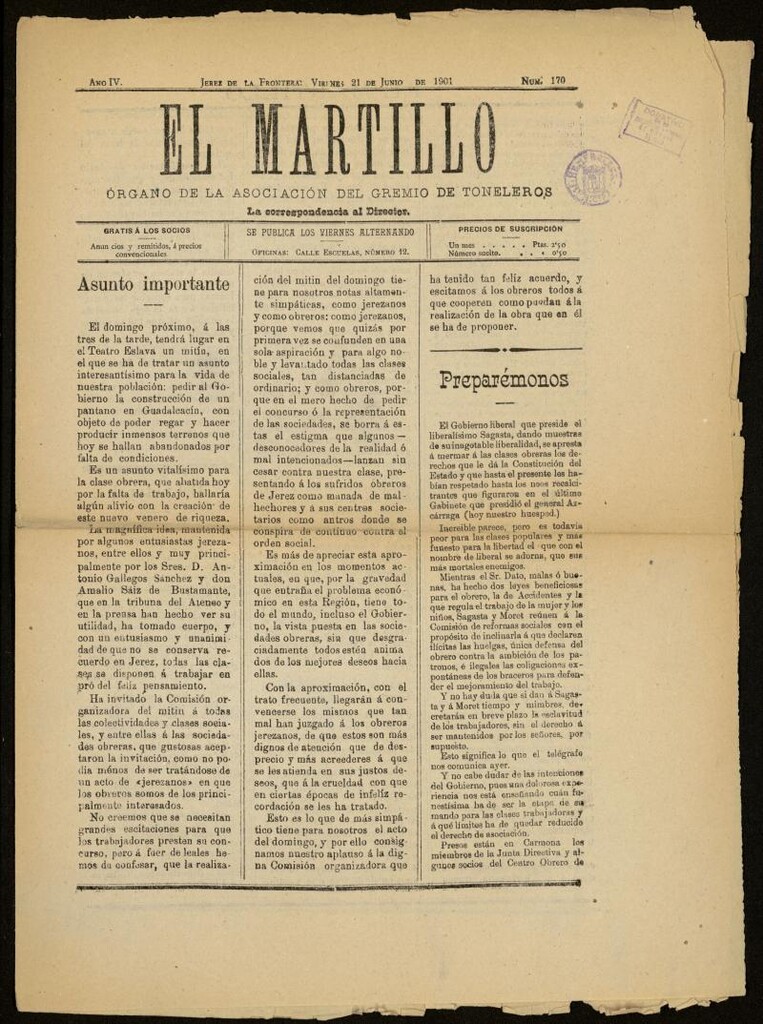 AÑO IV.
JEREZ DE LA FRONTERA: VIERNES 21 DE JUNIO DE 1901
NUM. 170
EL MARTILLO
ÓRGANO DE LA ASOCIACIÓN DEL GREMIO DE TONELEROS
La correspondencia al Director.
GRATIS Á LOS SOCIOS
Anuncios y remitidos, á precios
convencionales
SE PUBLICA LOS VIERNES ALTERNANDO
OFICINAS: CALLE ESCUELAS, NÚMERO 12.
PRECIOS DE SUSCRIPCIÓN
Un mes . . . . . Ptas. 2'50
Número suelto. . . « 0'50
Asunto importante
El domingo próximo, á las
tres de la tarde, tendrá lugar en
el Teatro Eslava un mitin, en
el que se ha de tratar un asunto
interesantísimo para la vida de
nuestra población: pedir al Go-
bierno la construcción de un
pantano en Guadalcacín, con
objeto de poder regar y hacer
producir inmensos terrenos que
hoy se hallan abandonados por
falta de condiciones.
Es un asunto vitalísimo para
la clase obrera, que abatida hoy
por la falta de trabajo, hallaría
algún alivio con la creación de
este nuevo venero de riqueza.
La magnífica idea, mantenida
por algunos entusiastas jereza-
nos, entre ellos y muy princi-
palmente por los Sres. D. An-
tonio Gallegos Sánchez y don
Amalio Sáiz de Bustamante,
que en la tribuna del Ateneo y
en la prensa han hecho ver su
utilidad, ha tomado cuerpo, y
con un entusiasmo y unanimi-
dad de que no se conserva re-
cuerdo en Jerez, todas las cla-
ses se disponen á trabajar en
pró del feliz pensamiento.
Ha invitado la Comisión or-
ganizadora del mitin á todas
las colectividades y clases socia-
les, y entre ellas á las socieda-
des obreras, que gustosas acep-
taron la invitación, como no po-
dia ménos de ser tratándose de
un acto de «jerezanos» en que
los obreros somos de los princi-
palmente interesados.
No creemos que se necesitan
grandes escitaciones para que
los trabajadores presten su con-
curso, pero á fuer de leales he-
mos de confesar, que la realiza-
ción del mitin del domingo tie-
ne para nosotros notas altamen-
te simpáticas, como jerezanos
y como obreros: como jerezanos,
porque vemos que quizás por
primera vez se confunden en una
sola aspiración y para algo no-
ble y levantado todas las clases
sociales, tan distanciadas de
ordinario; y como obreros, por-
que en el mero hecho de pedir
el concurso ó la representación
de las sociedades, se borra á es-
tas el estigma que algunos—
desconocedores de la realidad ó
mal intencionados—lanzan sin
cesar contra nuestra clase, pre-
sentando á los sufridos obreros
de Jerez como manada de mal-
hechores y á sus centros socie-
tarios como antros donde se
conspira de continuo contra el
orden social.
Es más de apreciar esta apro-
ximación en los momentos ac-
tuales, en que, por la gravedad
que entraña el problema econó-
mico en esta Región, tiene to-
do el mundo, incluso el Gobier-
no, la vista puesta en las socie-
dades obreras, sin que desgra-
ciadamente todos estén anima
dos de los mejores deseos hacia
ellas.
Con la aproximación, con el
trato frecuente, llegarán á con-
vencerse los mismos que tan
mal han juzgado á los obreros
jerezanos, de que estos son más
dignos de atención que de des-
precio y más acreederes á que
se les atienda en sus justos de-
seos, que á la crueldad con que
en ciertas épocas de infelíz re-
cordación se les ha tratado.
Esto es lo que de más simpá-
tico tiene para nosotros el acto
del domingo, y por ello consig-
namos nuestro aplauso á la dig-
na Comisión organizadora que
ha tenido tan felíz acuerdo, y
escitamos á los obreros todos á
que cooperen como puedan á la
realización de la obra que en él
se ha de proponer.
Preparémonos
El Gobierno liberal que preside el
liberalísimo Sagasta, dando muestras
de su inagotable liberalidad, se apresta
á mermar á las clases obreras los de-
rechos que le dá la Constitución del
Estado y que hasta el presente los ha-
bían respetado hasta los neos recalci-
trantes que figuraron en el último
Gabinete que presidió el general Az-
cárraga (hoy nuestro huesped.)
Increíble parece, pero es todavía
peor para las clases populares y más
funesto para la libertad el que con el
nombre de liberal se adorna, que sus
más mortales enemigos.
Mientras el Sr. Dato, malas ó bue-
nas, ha hecho dos leyes beneficiosas
para el obrero, la de Accidentes y la
que regula el trabajo de la mujer y los
niños, Sagasta y Moret reúnen á la
Comisión de reformas sociales con el
propósito de inclinarla á que declaren
ilícitas las huelgas, única defensa del
obrero contra la ambición de los pa-
tronos, é ilegales las coligaciones expon-
táneas de los braceros para defen-
der el mejoramiento del trabajo.
Y no hay duda que si dan á Sagas-
ta y á Moret tiempo y mimbres, de-
cretarán en breve plazo la esclavitud
de los trabajadores, sin el derecho á
ser mantenidos por los señores, por
supuesto.
Esto significa lo que el telégrafo
nos comunica ayer.
Y no cabe dudar de las intenciones
del Gobierno, pues una dolorosa expe-
riencia nos está enseñando cuán fu-
nestísima ha de ser la etapa de su
mando para las clases trabajadoras y
á qué límites ha de quedar reducido
el derecho de asociación.
Presos están en Carmona los
miembros de la Junta Directiva y al-
gunos socios del Centro Obrero de